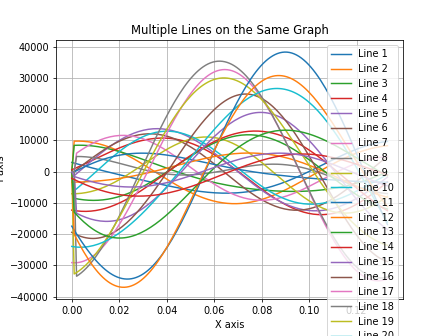 Multiple Lines on the Same Graph
40000
30000
20000
10000
0
−10000
−20000
−30000
−40000
0.00
0.02
0.04
0.06
0.08
0.10
X axis
Line 1
Line 2
Line 3
Line 4
Line 5
Line 6
Line 7
Line 8
Line 9
Line 10
Line 11
Line 12
Line 13
Line 14
Line 15
Line 16
Line 17
Line 18
Line 19
Line 20